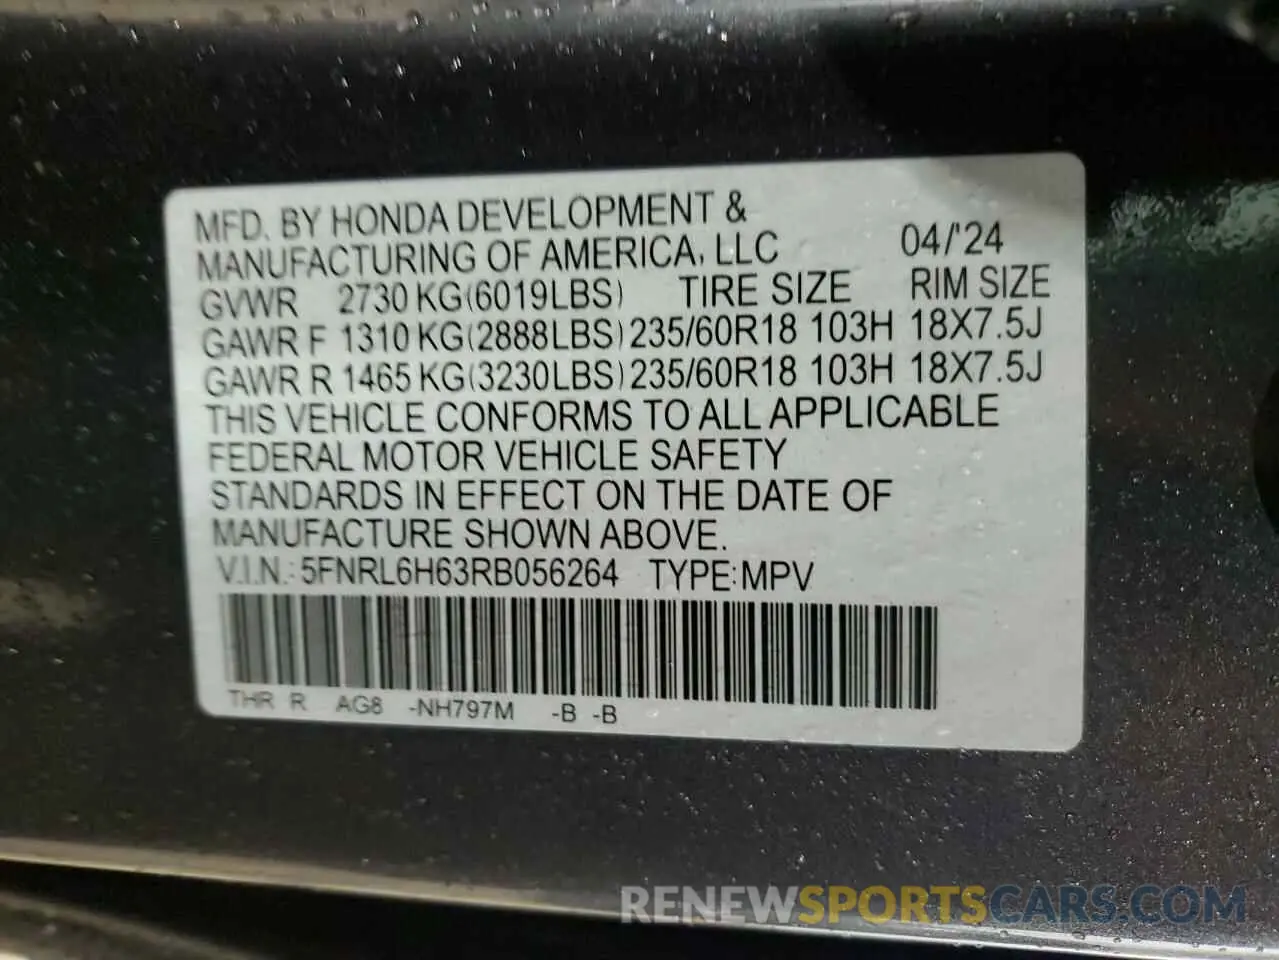 MFD. BY HONDA DEVELOPMENT &
MANUFACTURING OF AMERICA, LLC 04/'24
GVWR 2730 KG(6019LBS) TIRE SIZE RIM SIZE
GAWR F 1310 KG(2888LBS) 235/60R18 103H 18X7.5J
GAWR R 1465 KG(3230LBS) 235/60R18 103H 18X7.5J
THIS VEHICLE CONFORMS TO ALL APPLICABLE
FEDERAL MOTOR VEHICLE SAFETY
STANDARDS IN EFFECT ON THE DATE OF
MANUFACTURE SHOWN ABOVE.
V.I.N.: 5FNRL6H63RB056264 TYPE:MPV
THR R AG8 -NH797M -B -B
RENEWSPORTSCARS.COM